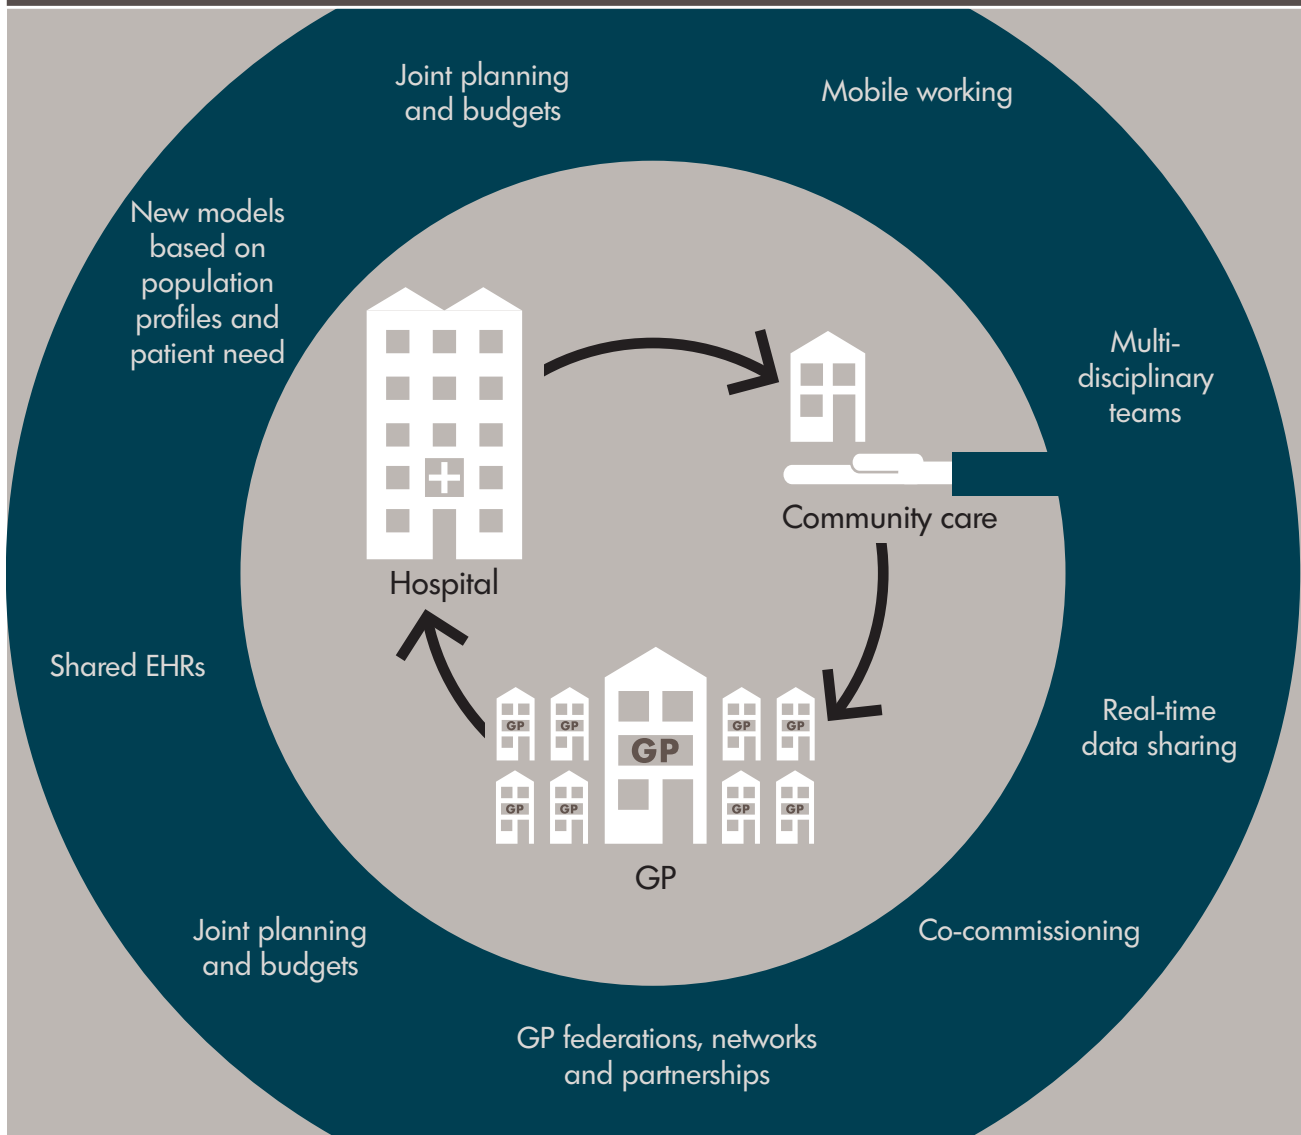 Joint planning
and budgets
Mobile working
New models
based on
population
profiles and
patient need
Multi-
disciplinary
teams
Community care
Hospital
Shared EHRs
GP
GP
GP
GP
GP
GP
GP
GP
GP
GP
Real-time
data sharing
Joint planning
and budgets
Co-commissioning
GP federations, networks
and partnerships